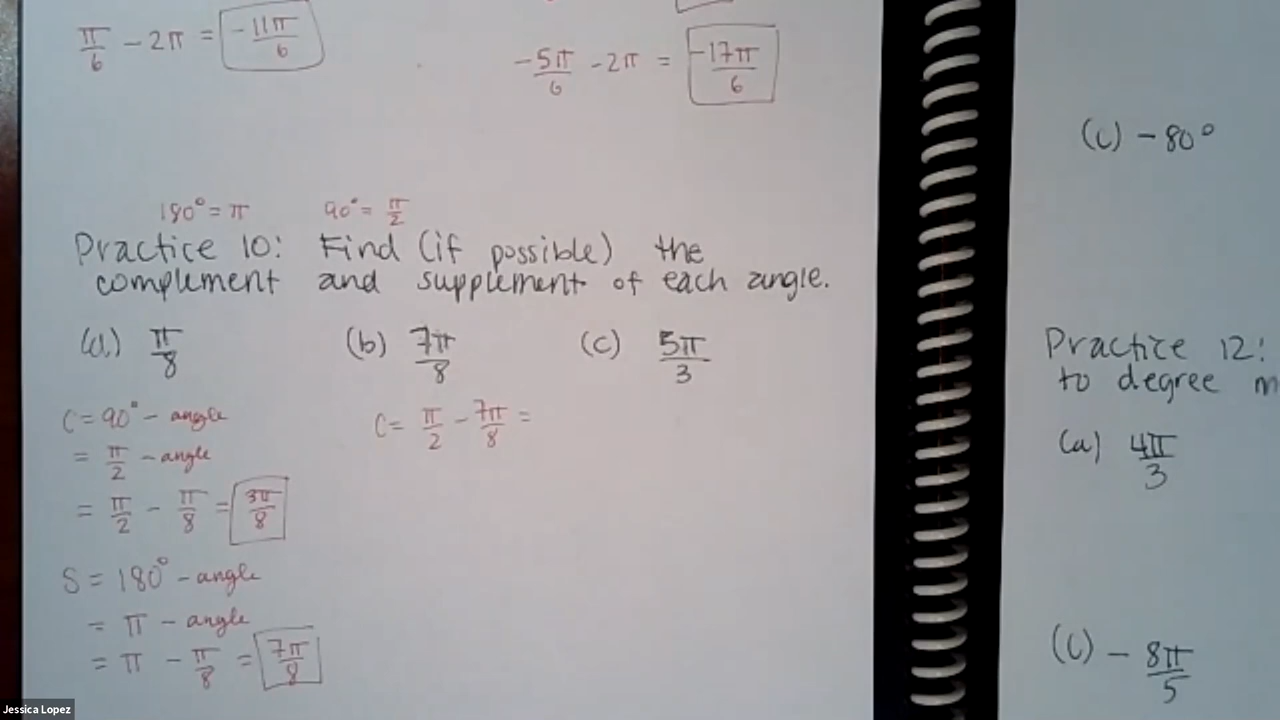 π/6 - 2π = -11π/6
-5π/6 - 2π = -17π/6
180° = π 90° = π/2
Practice 10: Find (if possible) the
complement and supplement of each angle.
(a) π/8 (b) 7π/8 (c) 5π/3
C = 90° - angle
= π/2 - angle
= π/2 - π/8 = 3π/8
S = 180° - angle
= π - angle
= π - π/8 = 7π/8
C = π/2 - 7π/8 =
(c) -80°
Practice 12:
to degree m
(a) 4π/3
(c) -8π/5
Jessica Lopez